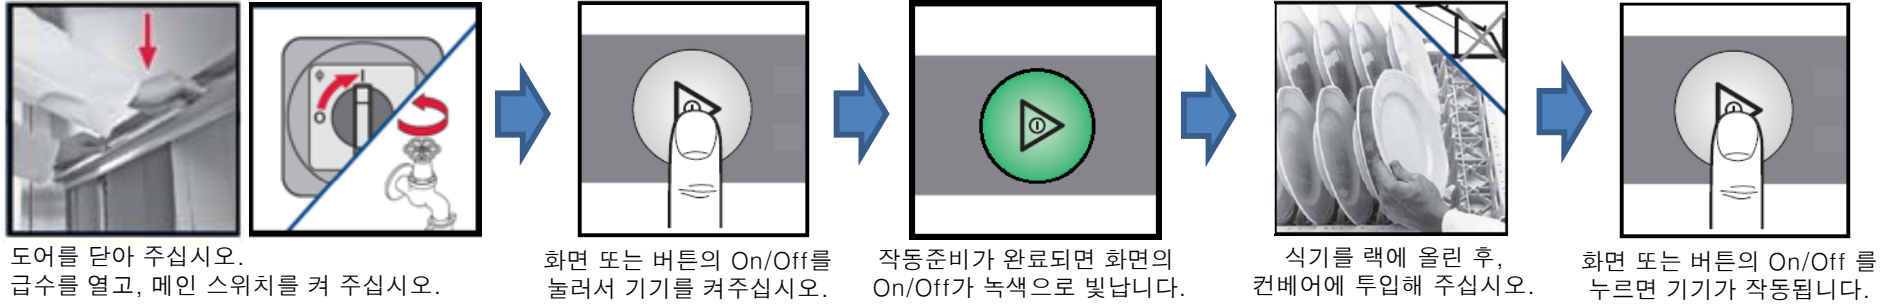 도어를 닫아 주십시오.
급수를 열고, 메인 스위치를 켜 주십시오.
화면 또는 버튼의 On/Off를
눌러서 기기를 켜주십시오.
작동준비가 완료되면 화면의
On/Off가 녹색으로 빛납니다.
식기를 랙에 올린 후,
컨베어에 투입해 주십시오.
화면 또는 버튼의 On/Off 를
누르면 기기가 작동됩니다.